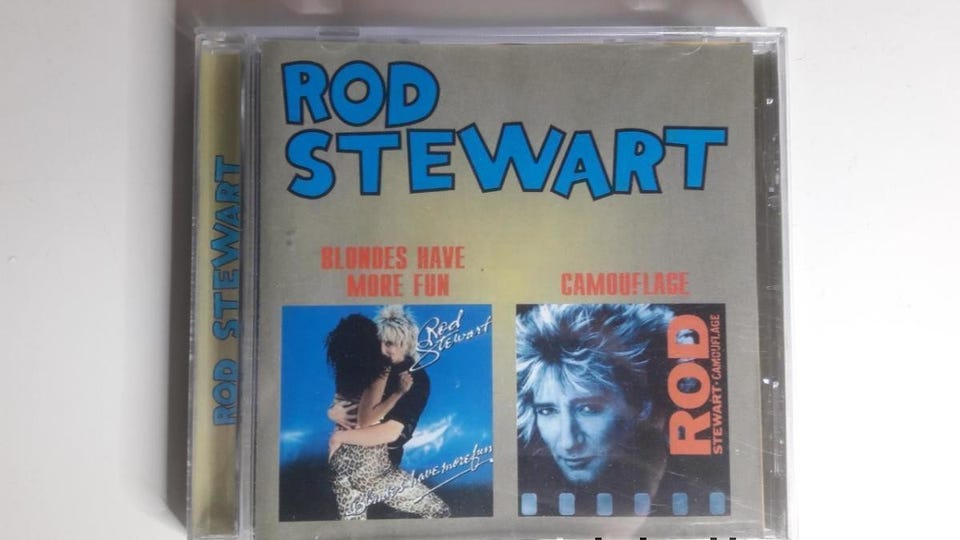 ROD STEWART
ROD
STEWART
BLONDES HAVE
MORE FUN
CAMOUFLAGE
Rod
Stewart
Blondes have more fun
ROD
STEWART·CAMOUFLAGE